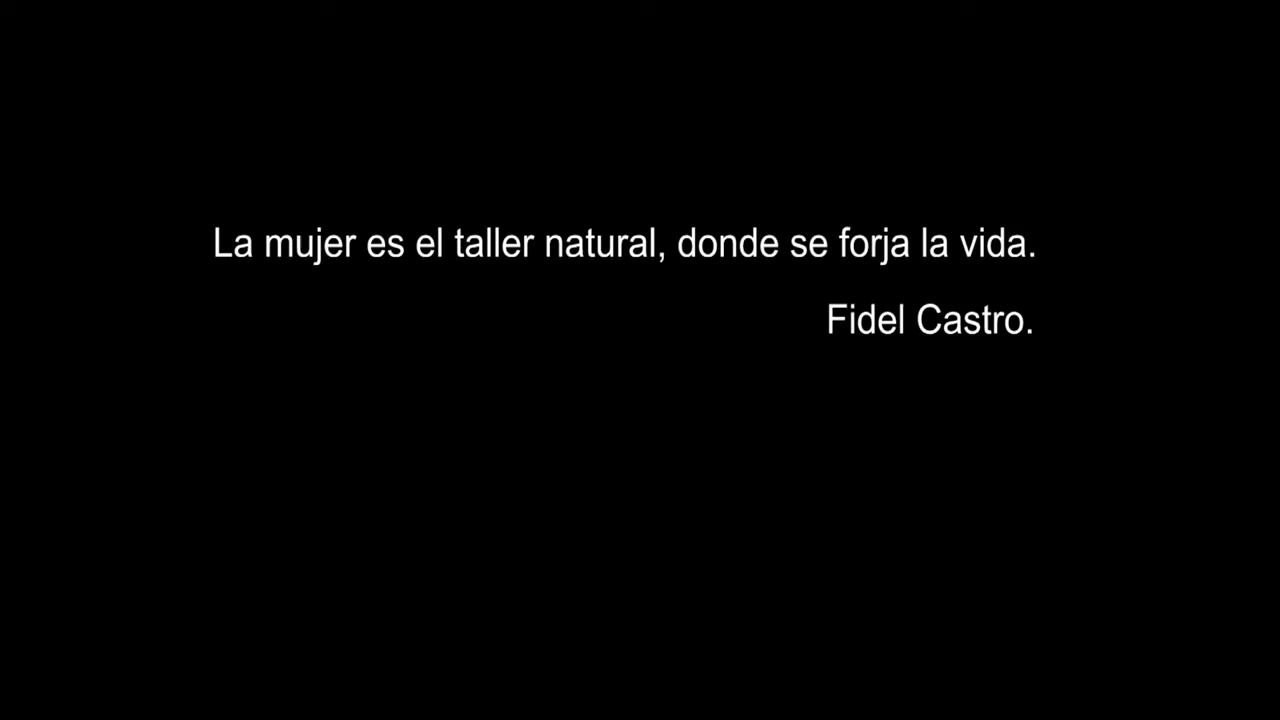 La mujer es el taller natural, donde se forja la vida.
Fidel Castro.